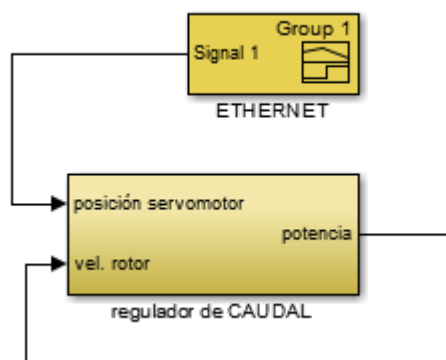 Group 1
Signal 1
ETHERNET
posición servomotor
potencia
vel. rotor
regulador de CAUDAL